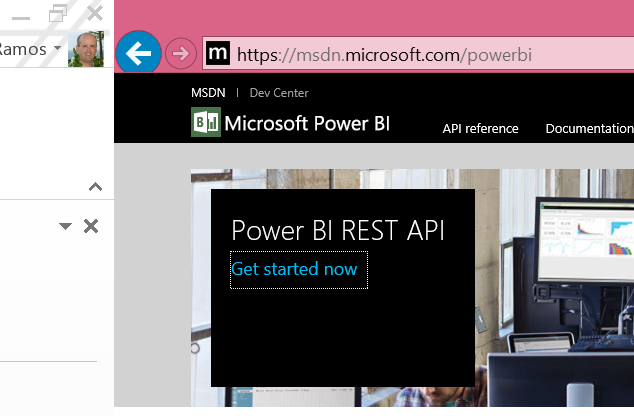 Ramos
m https://msdn.microsoft.com/powerbi
MSDN | Dev Center
Microsoft Power BI
API reference Documentation
Power BI REST API
Get started now